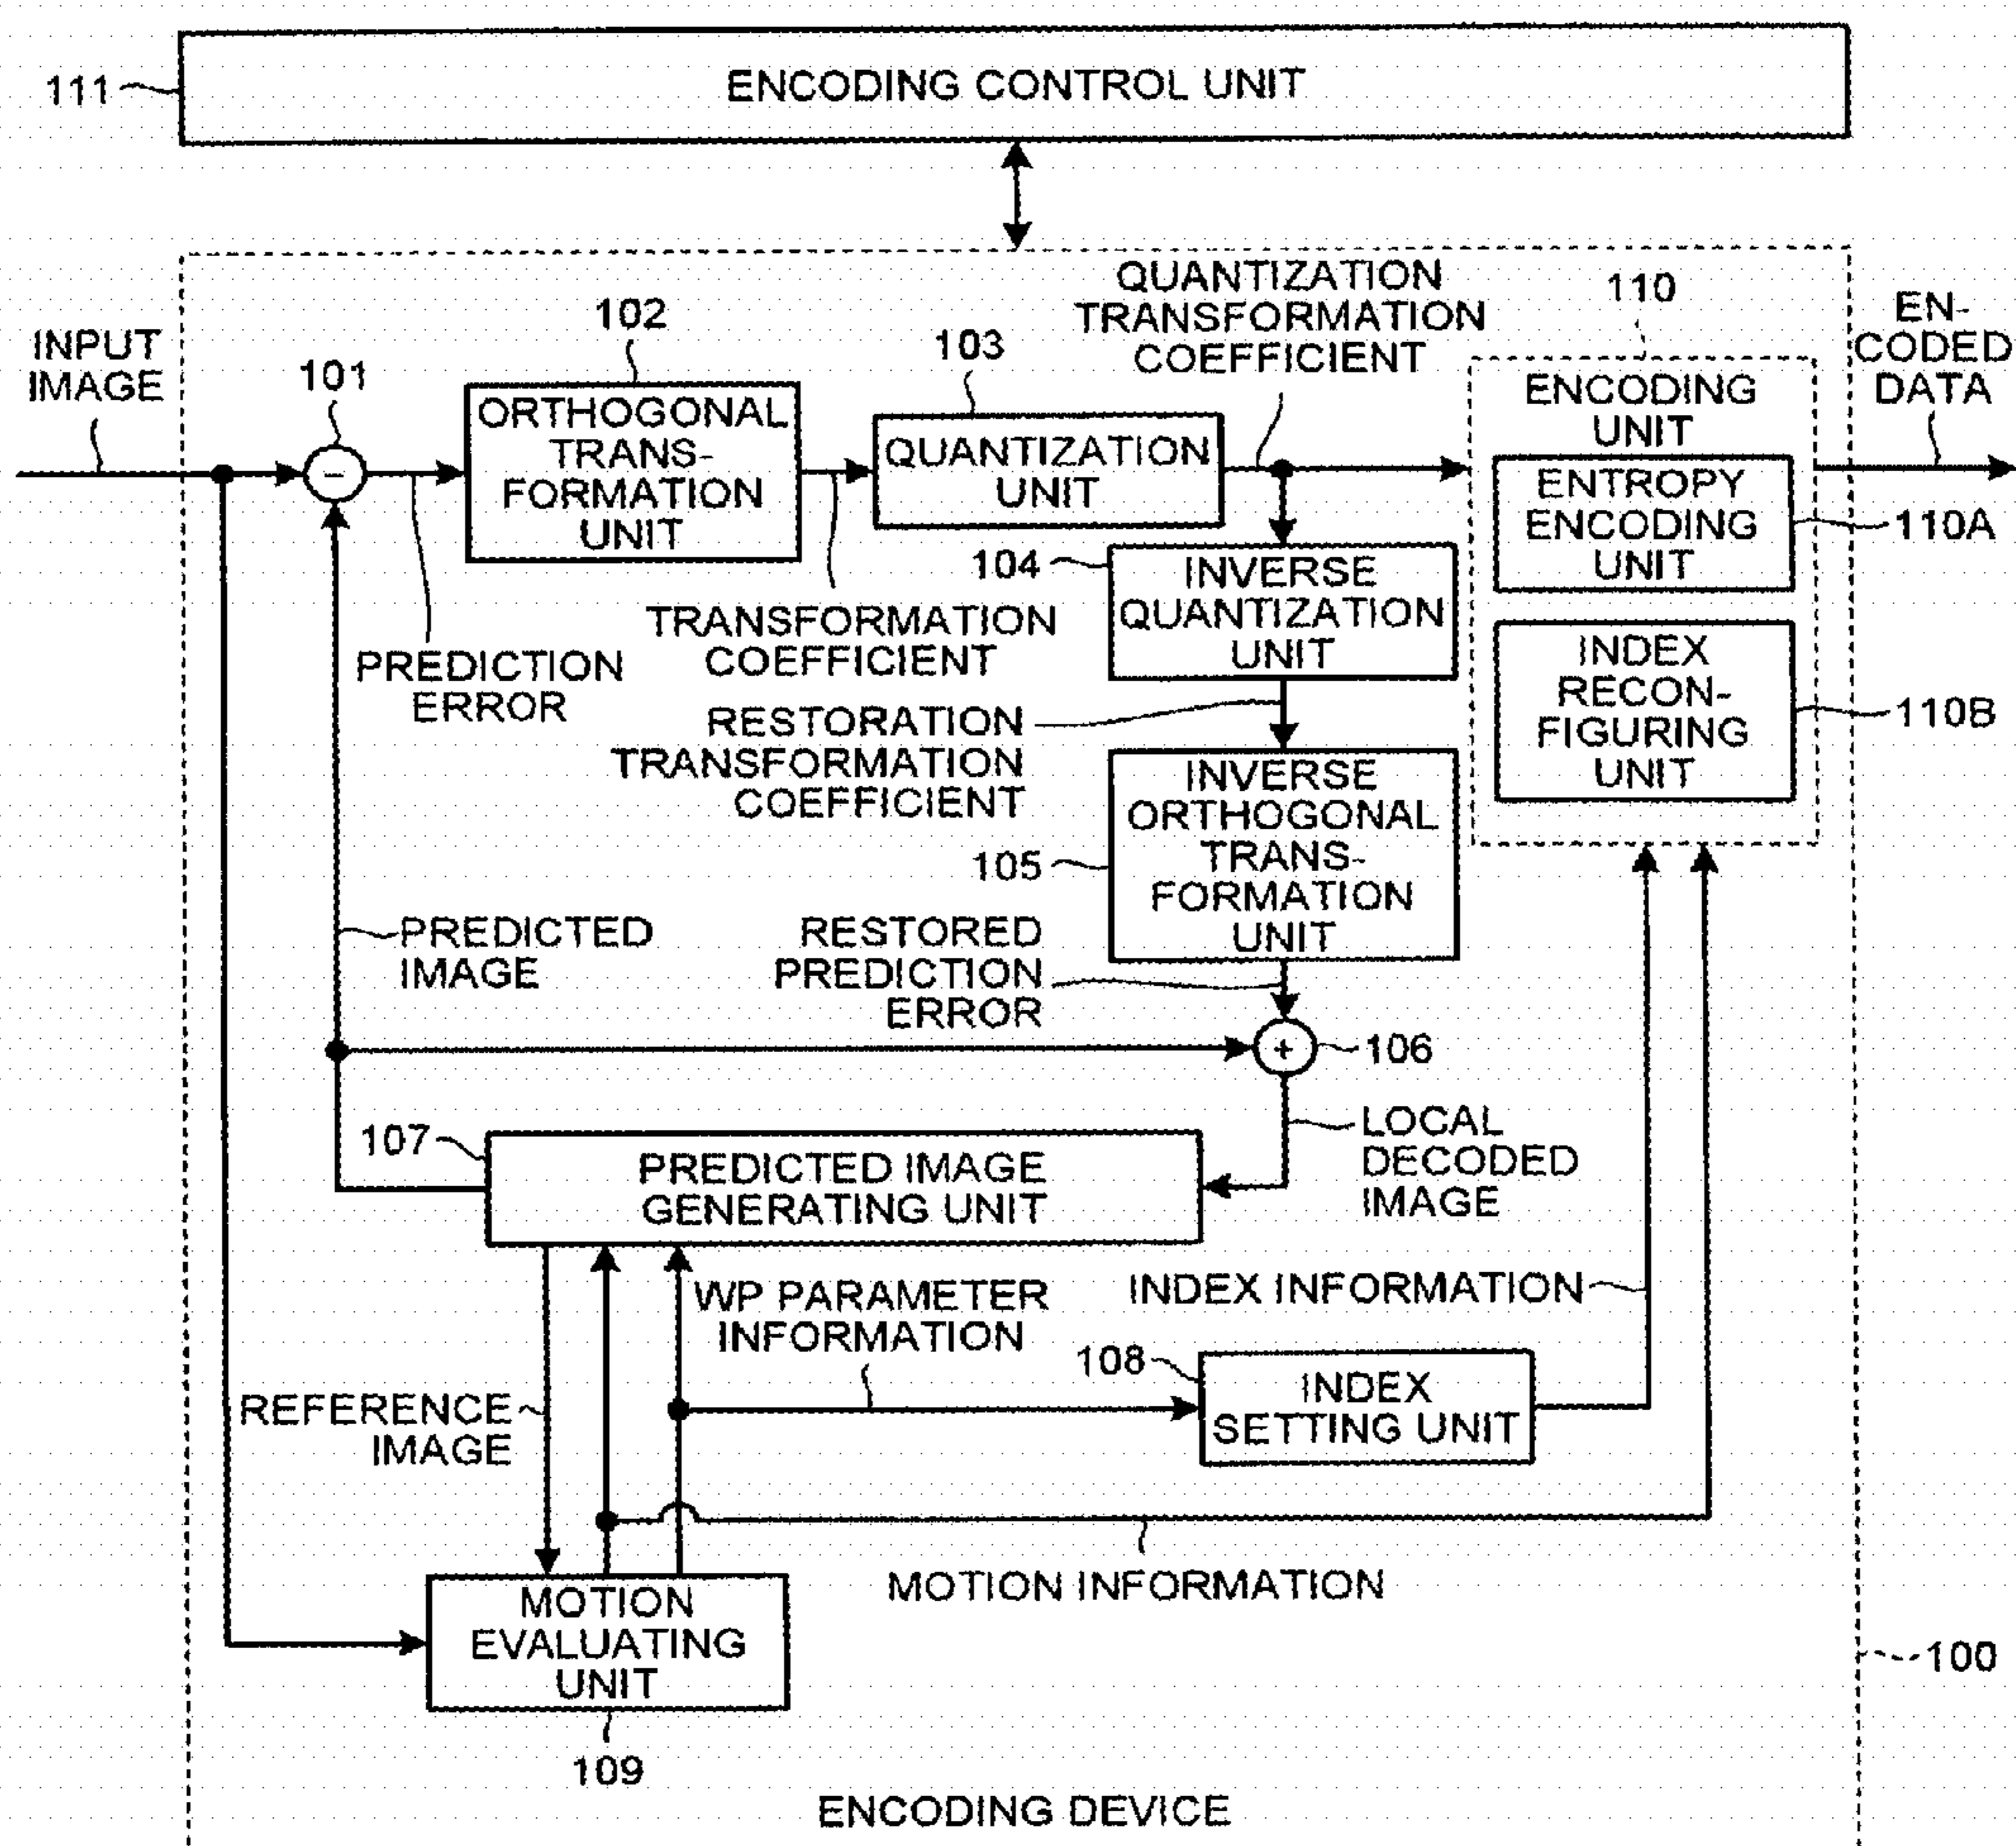 111
ENCODING CONTROL UNIT
INPUT
IMAGE
101
102
ORTHOGONAL
TRANS-
FORMATION
UNIT
103
QUANTIZATION
UNIT
QUANTIZATION
TRANSFORMATION
COEFFICIENT
110
ENCODING
UNIT
ENTROPY
ENCODING
UNIT
110A
INDEX
RECON-
FIGURING
UNIT
110B
EN-
CODED
DATA
-
PREDICTION
ERROR
TRANSFORMATION
COEFFICIENT
104
INVERSE
QUANTIZATION
UNIT
RESTORATION
TRANSFORMATION
COEFFICIENT
105
INVERSE
ORTHOGONAL
TRANS-
FORMATION
UNIT
PREDICTED
IMAGE
RESTORED
PREDICTION
ERROR
+
106
107
PREDICTED IMAGE
GENERATING UNIT
LOCAL
DECODED
IMAGE
WP PARAMETER
INFORMATION
INDEX INFORMATION
108
INDEX
SETTING UNIT
REFERENCE
IMAGE
MOTION INFORMATION
MOTION
EVALUATING
UNIT
109
100
ENCODING DEVICE